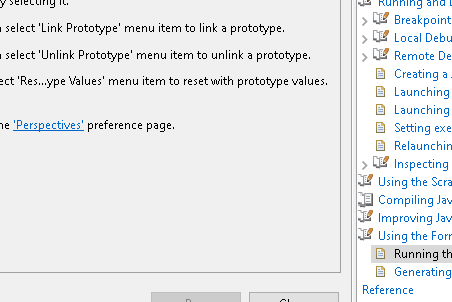 y selecting it.
select 'Link Prototype' menu item to link a prototype.
select 'Unlink Prototype' menu item to unlink a prototype.
ect 'Res...ype Values' menu item to reset with prototype values.
he 'Perspectives' preference page.
Running and
Breakpoint
Local Debu
Remote De
Creating a
Launching
Launching
Setting exe
Relaunchin
Inspecting
Using the Scra
Compiling Jav
Improving Jav
Using the Forr
Running th
Generating
Reference